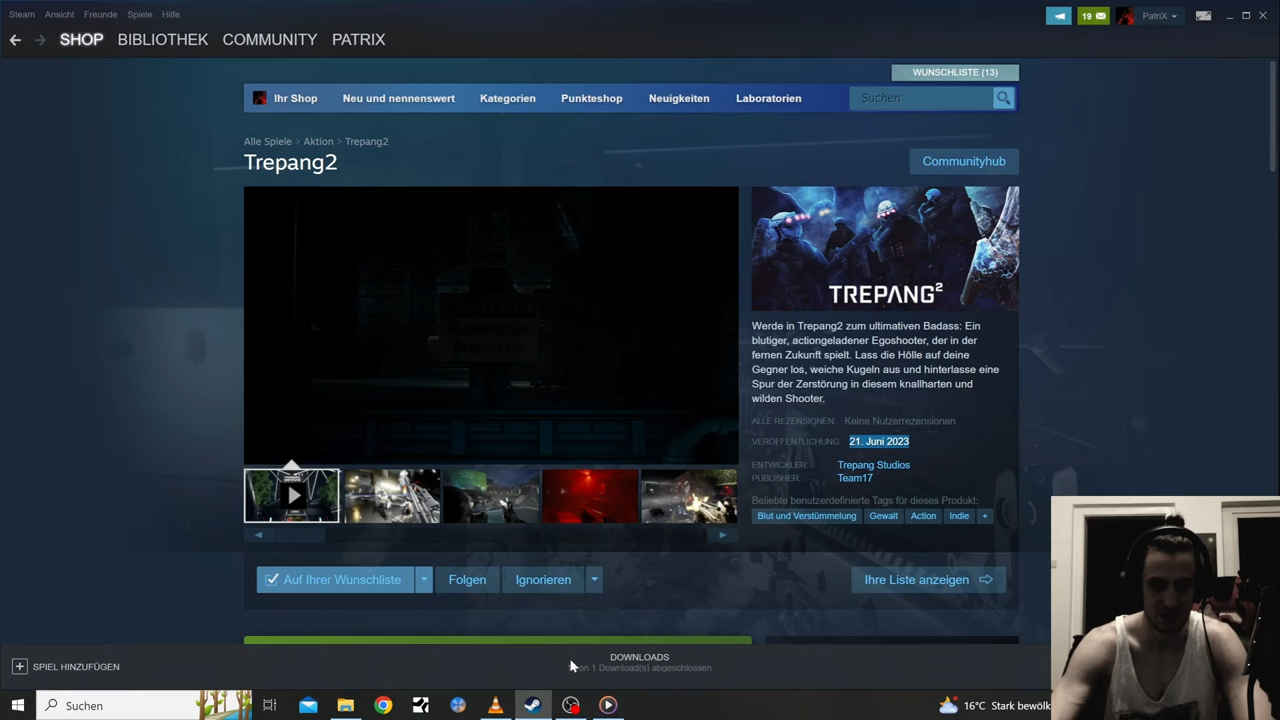 Steam Ansicht Freunde Spiele Hilfe
19
PatriX
SHOP BIBLIOTHEK COMMUNITY PATRIX
WUNSCHLISTE (13)
Ihr Shop Neu und nennenswert Kategorien Punkteshop Neuigkeiten Laboratorien
Suchen
Alle Spiele > Aktion > Trepang2
Trepang2
Communityhub
TREPANG²
Werde in Trepang2 zum ultimativen Badass: Ein
blutiger, actiongeladener Egoshooter, der in der
fernen Zukunft spielt. Lass die Hölle auf deine
Gegner los, weiche Kugeln aus und hinterlasse eine
Spur der Zerstörung in diesem knallharten und
wilden Shooter.
ALLE REZENSIONEN: Keine Nutzerrezensionen
VERÖFFENTLICHUNG: 21. Juni 2023
ENTWICKLER: Trepang Studios
PUBLISHER: Team17
Beliebte benutzerdefinierte Tags für dieses Produkt:
Blut und Verstümmelung Gewalt Action Indie +
Auf Ihrer Wunschliste Folgen Ignorieren Ihre Liste anzeigen
SPIEL HINZUFÜGEN
DOWNLOADS
on 1 Download(s) abgeschlossen
Suchen
16°C Stark bewölk